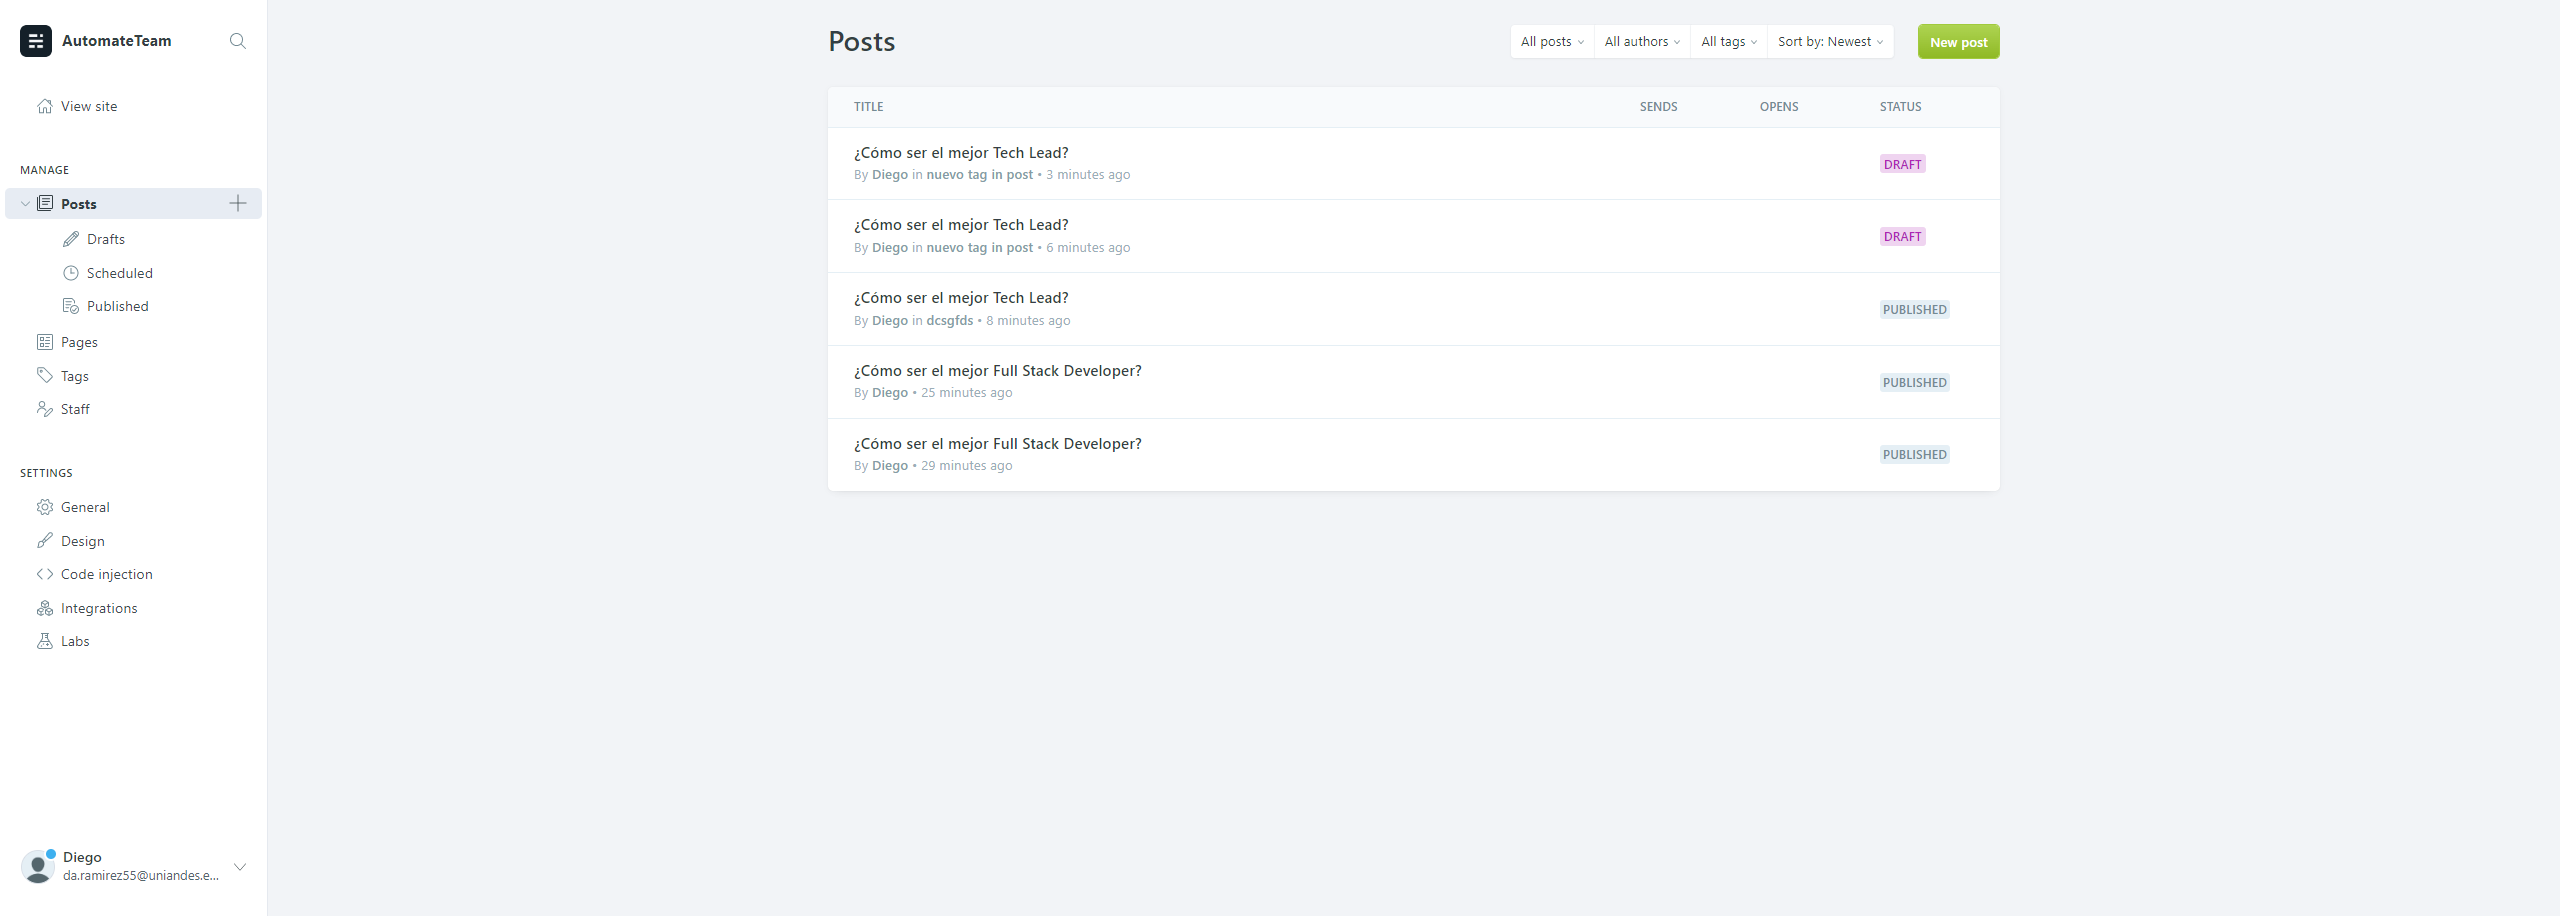 AutomateTeam
View site
MANAGE
Posts
Drafts
Scheduled
Published
Pages
Tags
Staff
SETTINGS
General
Design
Code injection
Integrations
Labs
Diego
da.ramirez55@uniandes.e...
Posts
All posts All authors All tags Sort by: Newest New post
TITLE SENDS OPENS STATUS
¿Cómo ser el mejor Tech Lead?
By Diego in nuevo tag in post • 3 minutes ago
DRAFT
¿Cómo ser el mejor Tech Lead?
By Diego in nuevo tag in post • 6 minutes ago
DRAFT
¿Cómo ser el mejor Tech Lead?
By Diego in dcsgfds • 8 minutes ago
PUBLISHED
¿Cómo ser el mejor Full Stack Developer?
By Diego • 25 minutes ago
PUBLISHED
¿Cómo ser el mejor Full Stack Developer?
By Diego • 29 minutes ago
PUBLISHED